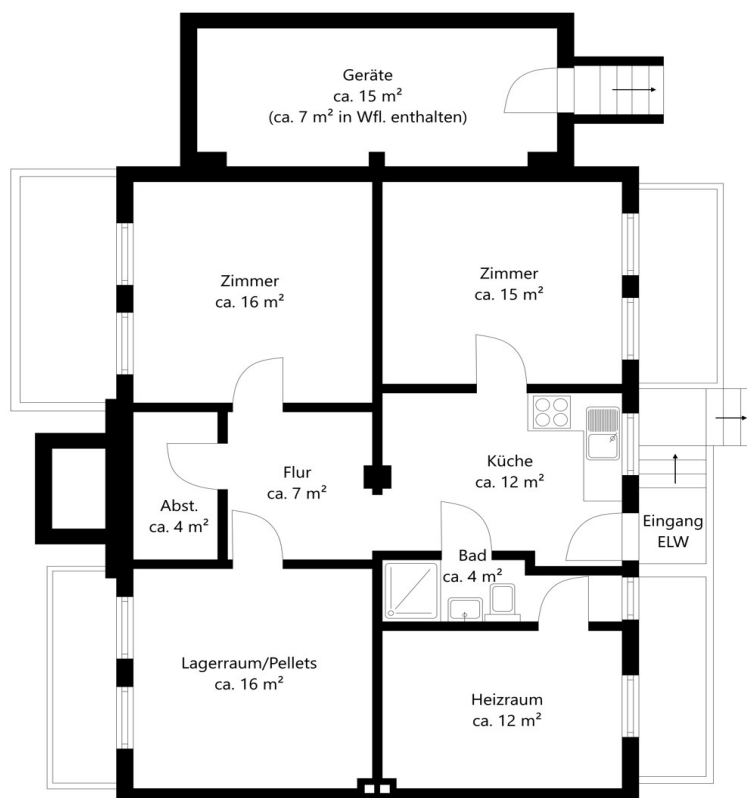 Geräte
ca. 15 m²
(ca. 7 m² in Wfl. enthalten)
Zimmer
ca. 16 m²
Zimmer
ca. 15 m²
Abst.
ca. 4 m²
Flur
ca. 7 m²
Küche
ca. 12 m²
Eingang
ELW
Bad
ca. 4 m²
Lagerraum/Pellets
ca. 16 m²
Heizraum
ca. 12 m²